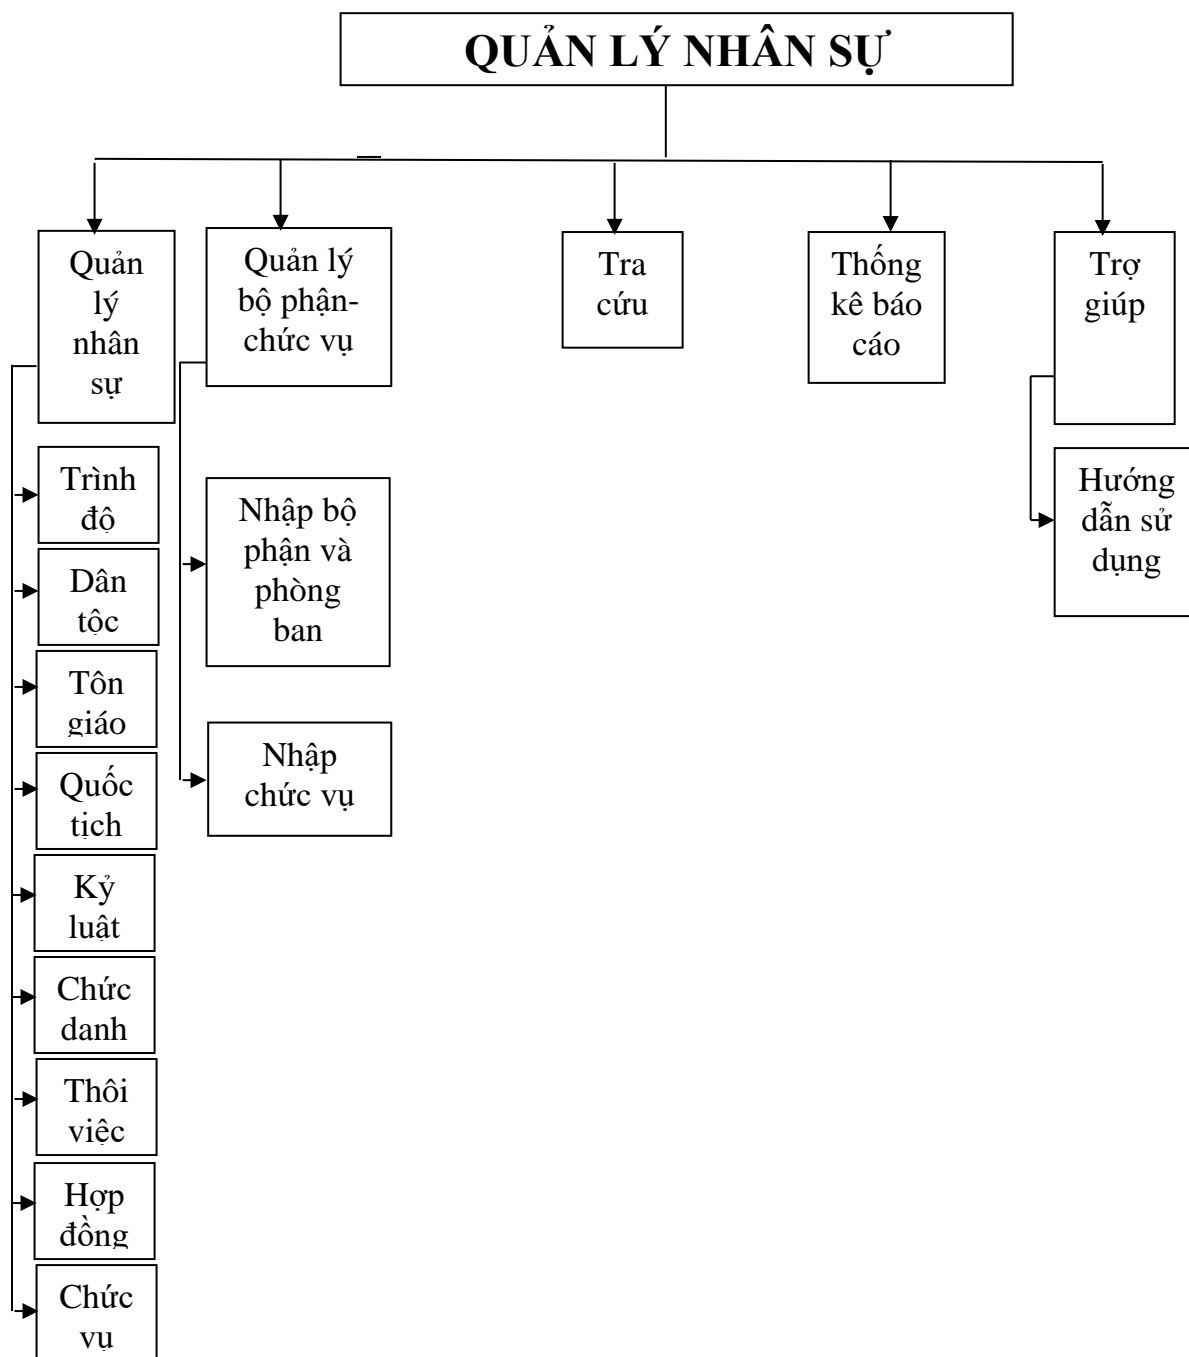 QUẢN LÝ NHÂN SỰ
Quản
lý
nhân
sự
Quản lý
bộ phận-
chức vụ
Tra
cứu
Thống
kê báo
cáo
Trợ
giúp
Trình
độ
Dân
tộc
Tôn
giáo
Quốc
tịch
Kỷ
luật
Chức
danh
Thôi
việc
Hợp
đồng
Chức
vụ
Nhập bộ
phận và
phòng
ban
Nhập
chức vụ
Hướng
dẫn sử
dụng